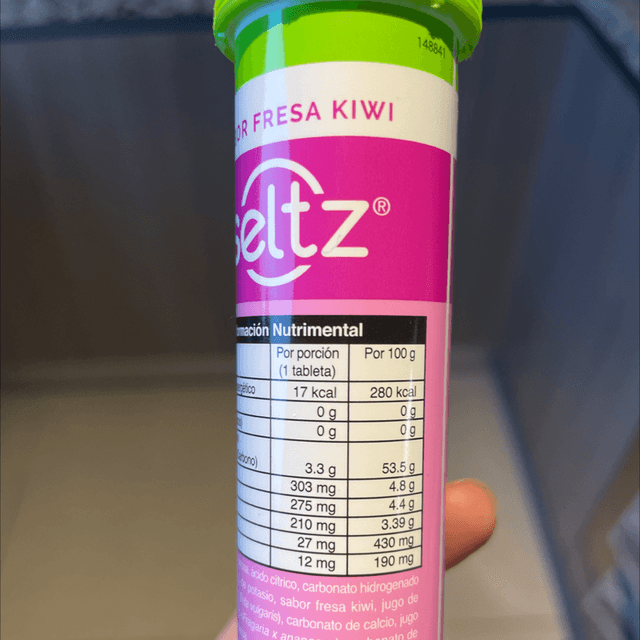 148841
OR FRESA KIWI
seltz®
Información Nutrimental
Por porción Por 100 g
(1 tableta)
17 kcal 280 kcal
0 g 0 g
0 g 0 g
3.3 g 53.5 g
303 mg 4.8 g
275 mg 4.4 g
210 mg 3.39 g
27 mg 430 mg
12 mg 190 mg
ácido cítrico, carbonato hidrogenado
de potasio, sabor fresa kiwi, jugo de
vulgaris), carbonato de calcio, jugo